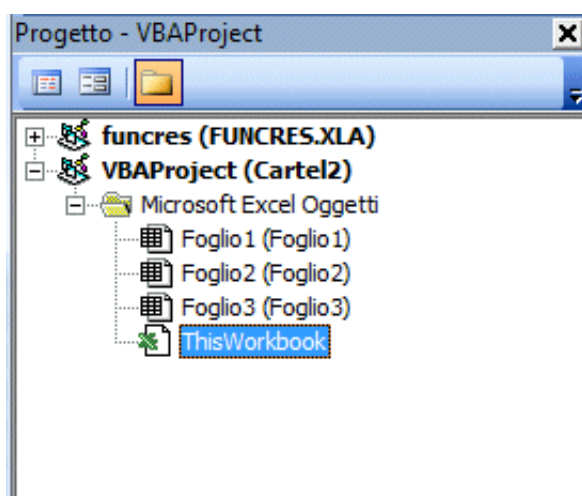 Progetto - VBAProject
funcres (FUNCRES.XLA)
VBAProject (Cartel2)
Microsoft Excel Oggetti
Foglio1 (Foglio1)
Foglio2 (Foglio2)
Foglio3 (Foglio3)
ThisWorkbook